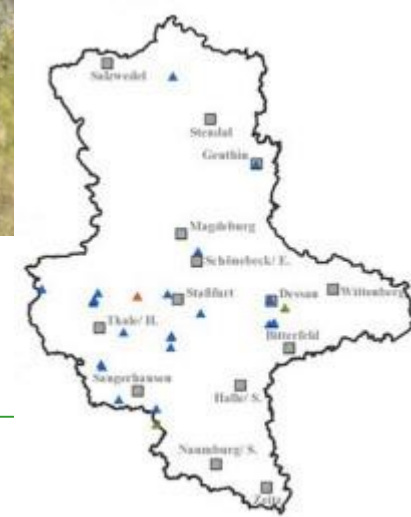 Salzwedel
Stendal
Genthin
Magdeburg
Schönebeck/ E.
Staßfurt
Dessau
Wittenberg
Thale/ H.
Bitterfeld
Sangerhausen
Halle/ S.
Naumburg/ S.
Zeitz